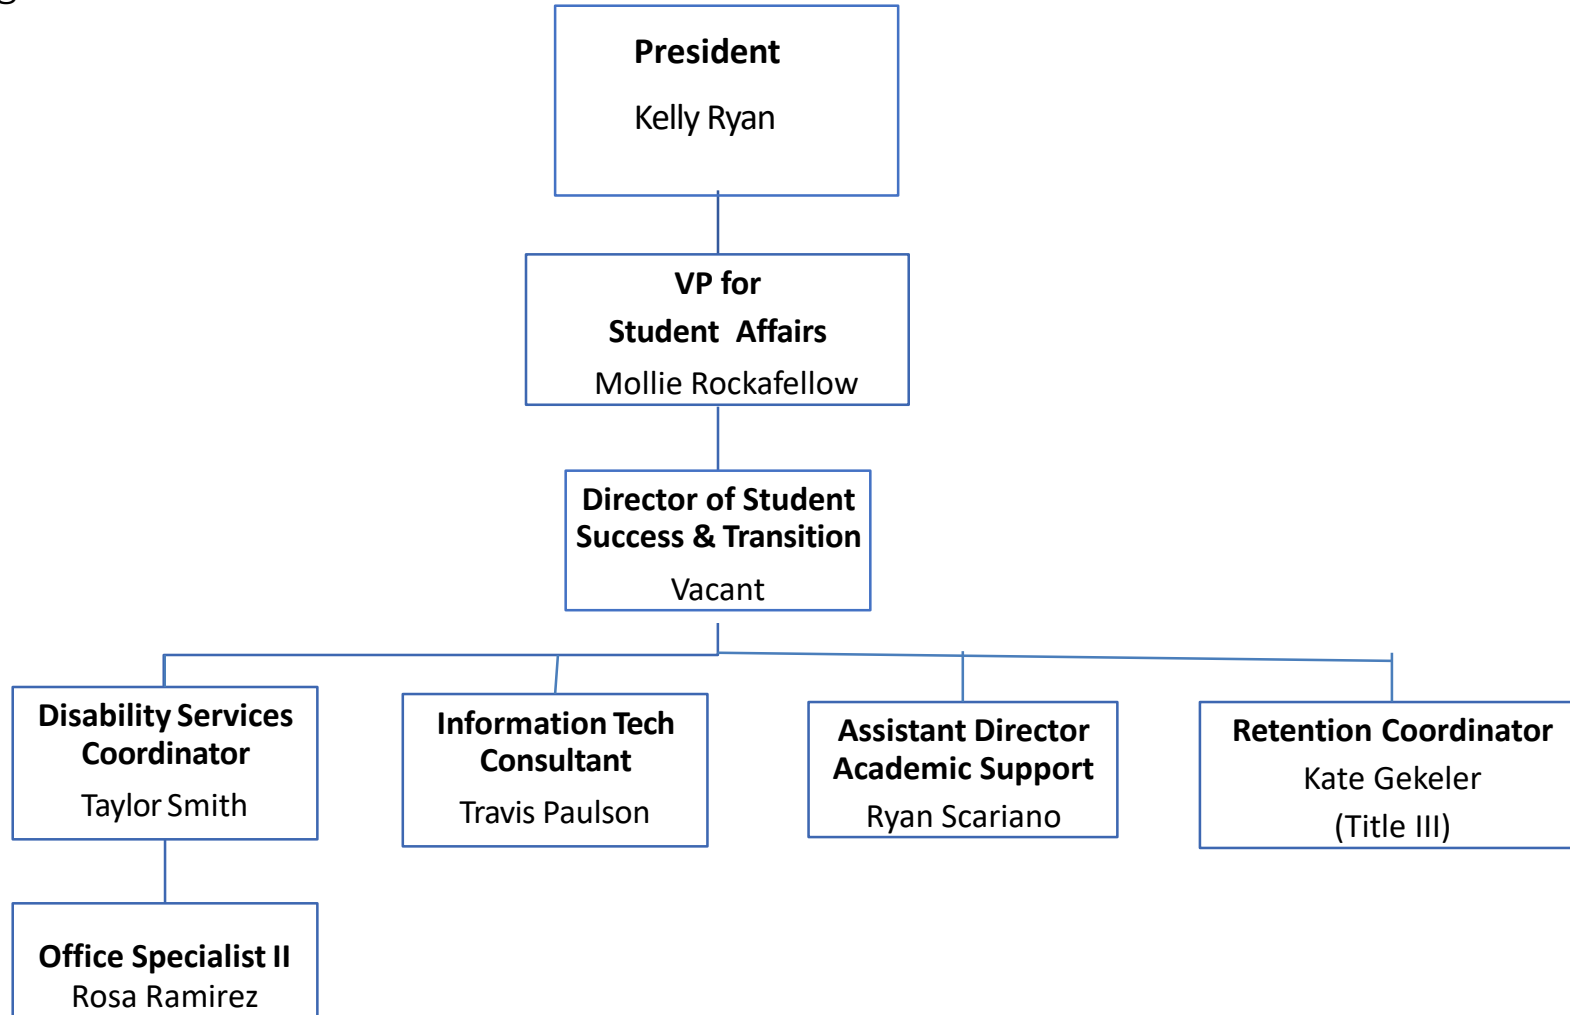 President
Kelly Ryan
VP for
Student Affairs
Mollie Rockafellow
Director of Student
Success & Transition
Vacant
Disability Services
Coordinator
Taylor Smith
Information Tech
Consultant
Travis Paulson
Assistant Director
Academic Support
Ryan Scariano
Retention Coordinator
Kate Gekeler
(Title III)
Office Specialist II
Rosa Ramirez